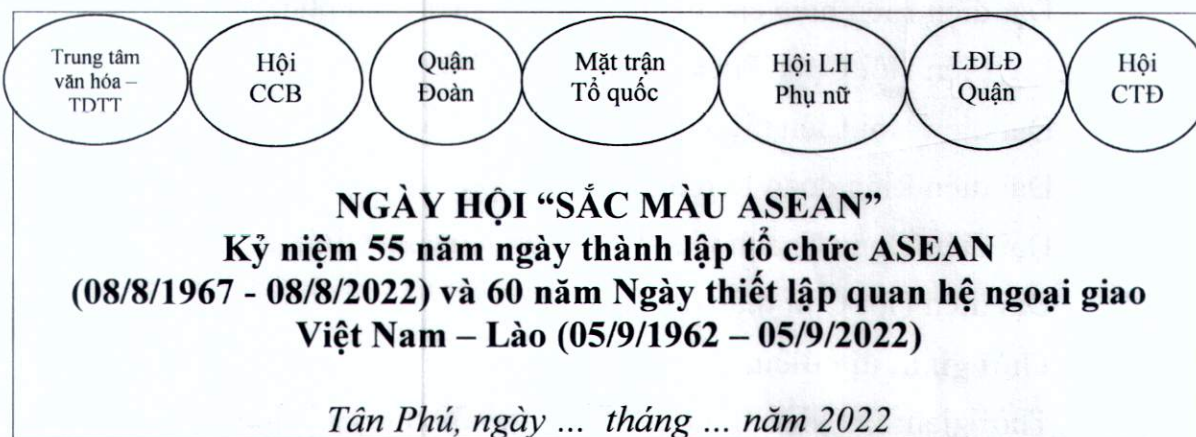 Trung tâm
văn hóa –
TDTT
Hội
CCB
Quận
Đoàn
Mặt trận
Tổ quốc
Hội LH
Phụ nữ
LĐLĐ
Quận
Hội
CTĐ
NGÀY HỘI “SẮC MÀU ASEAN”
Kỷ niệm 55 năm ngày thành lập tổ chức ASEAN
(08/8/1967 - 08/8/2022) và 60 năm Ngày thiết lập quan hệ ngoại giao
Việt Nam – Lào (05/9/1962 – 05/9/2022)
Tân Phú, ngày ... tháng ... năm 2022